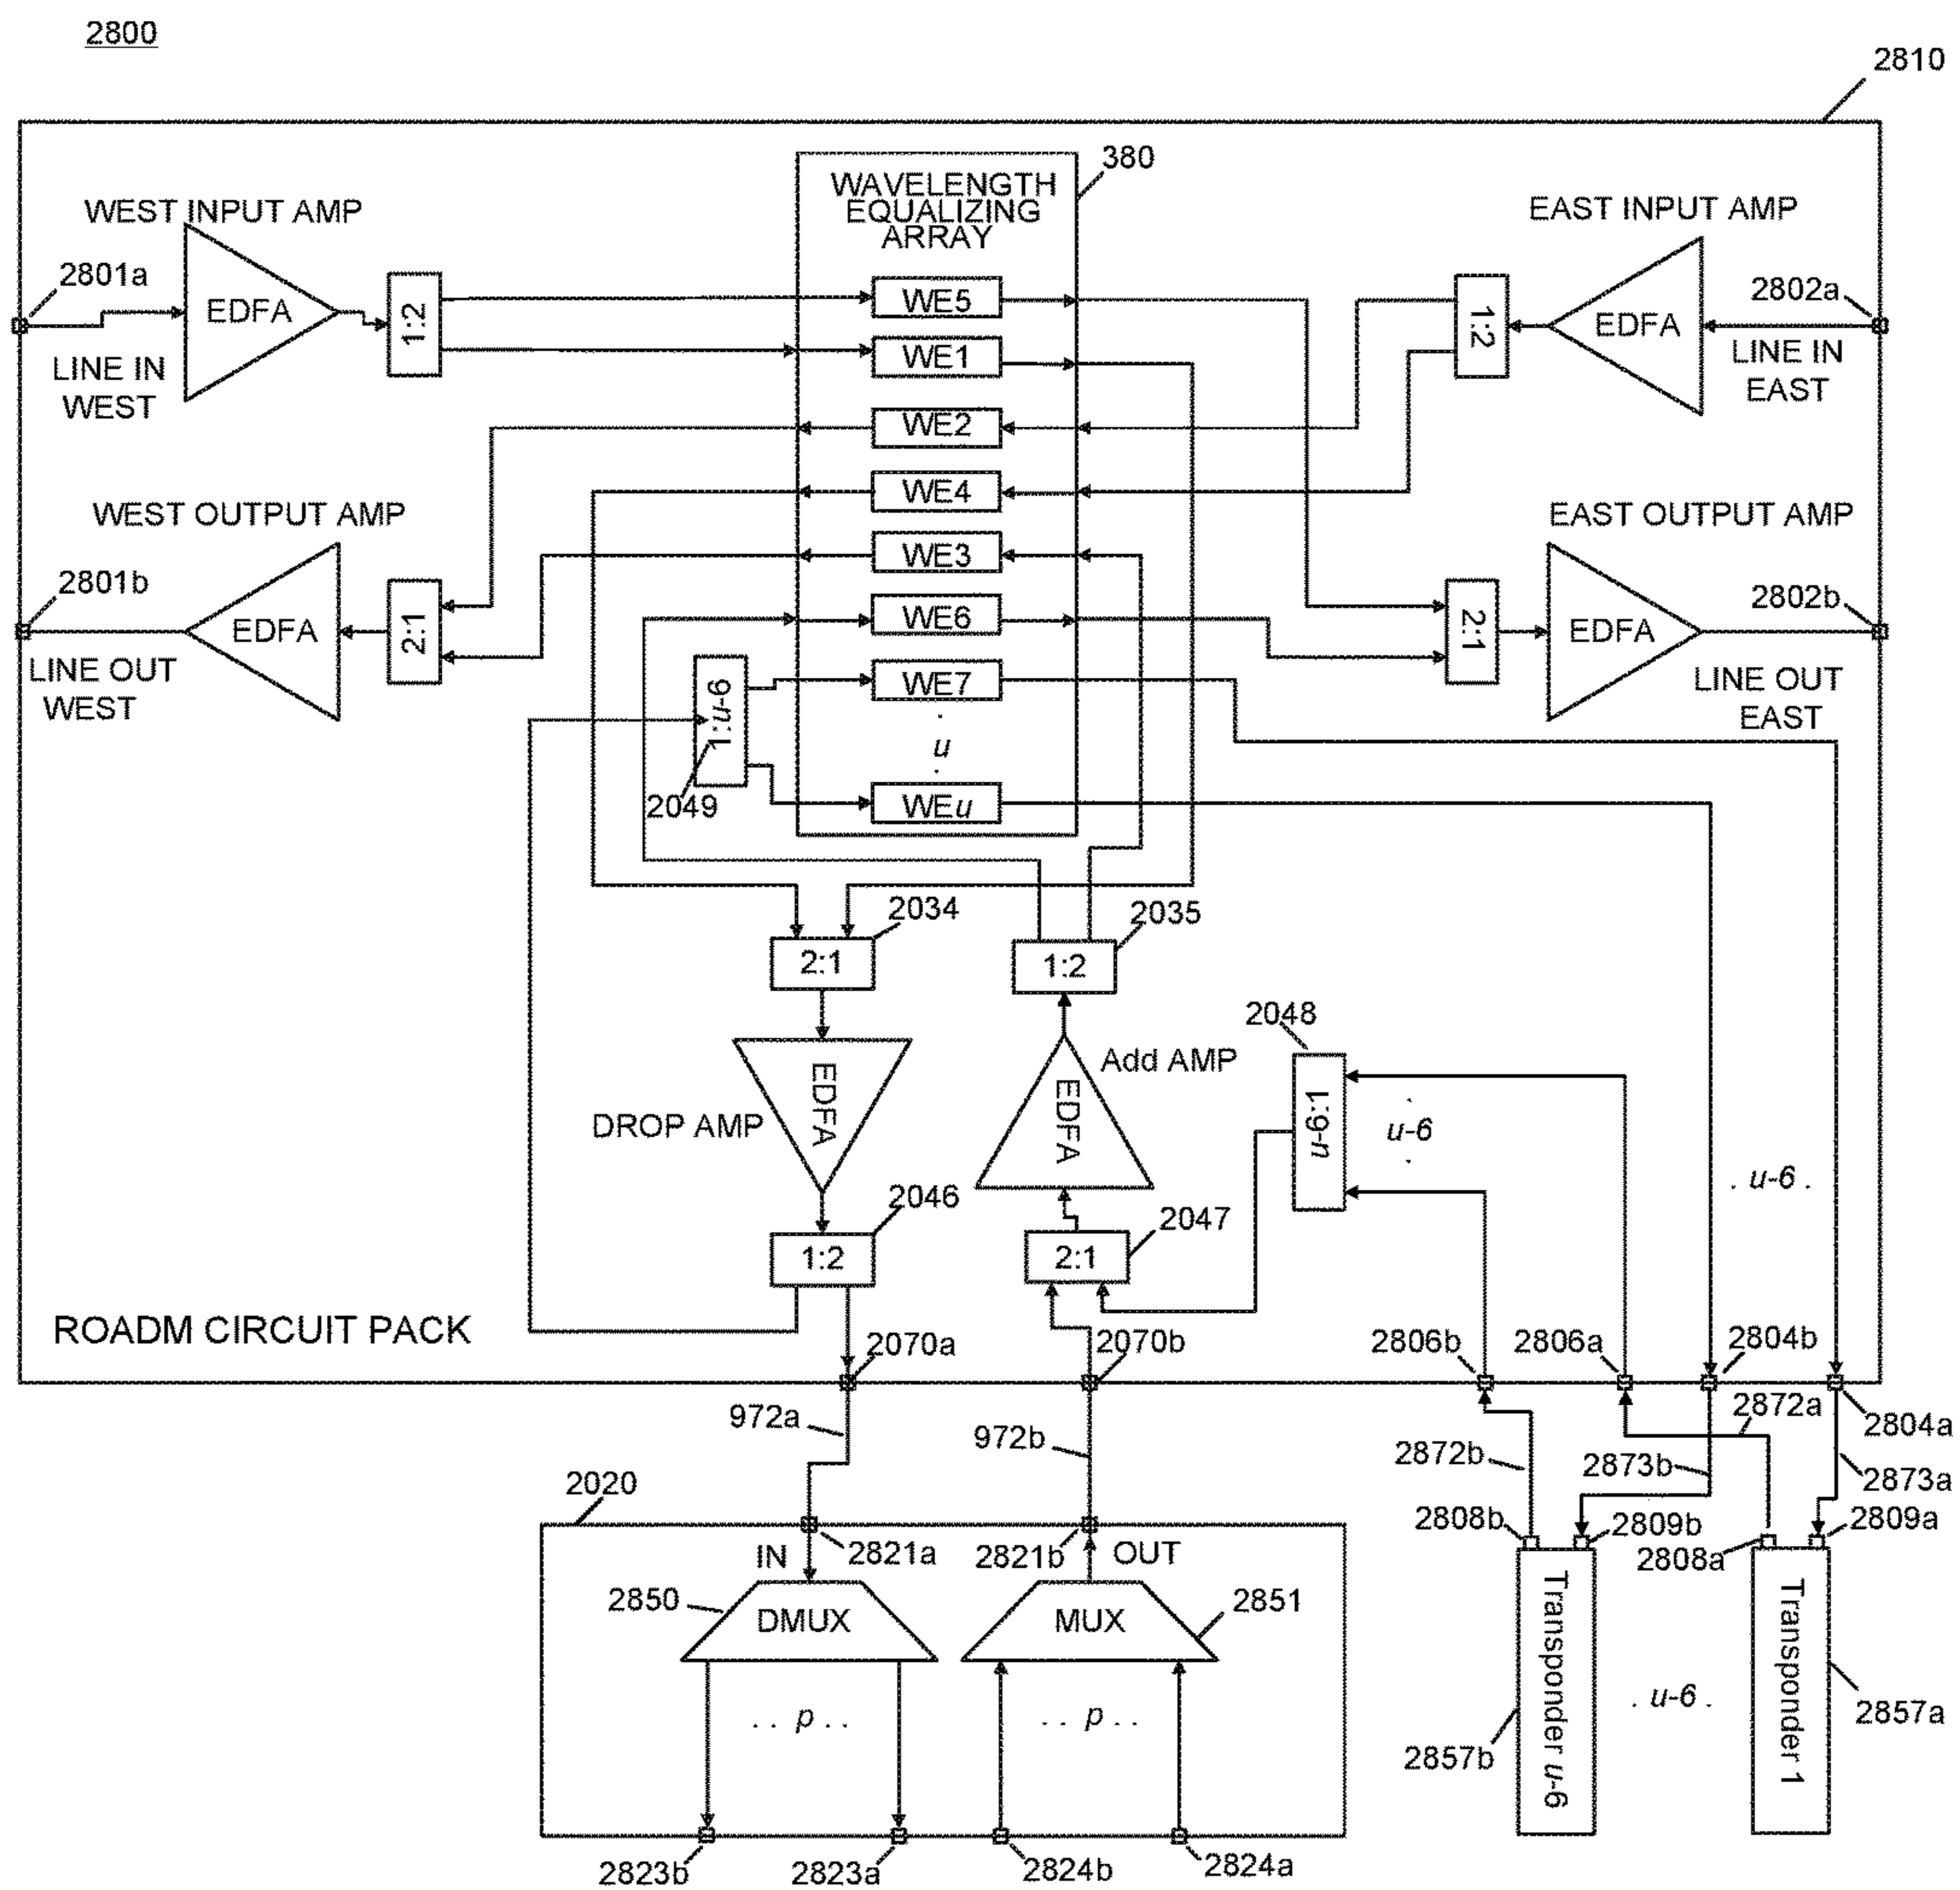 2800
2810
380
WAVELENGTH
EQUALIZING
ARRAY
WEST INPUT AMP
EAST INPUT AMP
2801a
EDFA
1:2
WE5
1:2
EDFA
2802a
LINE IN
WEST
WE1
LINE IN
EAST
WE2
WE4
WEST OUTPUT AMP
EAST OUTPUT AMP
WE3
2801b
EDFA
2:1
WE6
2:1
EDFA
2802b
LINE OUT
WEST
1:u-6
WE7
LINE OUT
EAST
u
2049
WEu
2034
2035
2:1
1:2
2048
EDFA
Add AMP
DROP AMP
EDFA
1:u-6
u-6
u-6
2046
2047
1:2
2:1
ROADM CIRCUIT PACK
2070a
2070b
2806b
2806a
2804b
2804a
972a
972b
2872a
2872b
2873b
2873a
2020
2808b
2809b
2809a
2808a
IN
2821a
2821b
OUT
2850
DMUX
MUX
2851
Transponder u-6
Transponder 1
.. p ..
.. p ..
. u-6 .
2857b
2857a
2823b
2823a
2824b
2824a